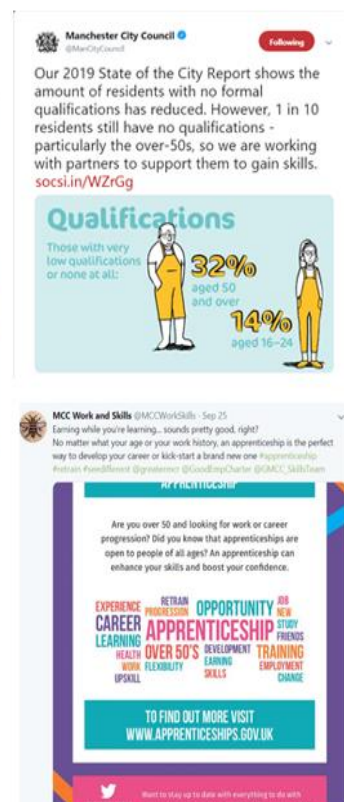 Manchester City Council
@ManCityCouncil
Following
Our 2019 State of the City Report shows the
amount of residents with no formal
qualifications has reduced. However, 1 in 10
residents still have no qualifications -
particularly the over-50s, so we are working
with partners to support them to gain skills.
socsi.in/WZrGg
Qualifications
Those with very
low qualifications
or none at all:
32%
aged 50
and over
14%
aged 16–24
MCC Work and Skills @MCCWorkSkills · Sep 25
Earning while you're learning... sounds pretty good, right?
No matter what your age or your work history, an apprenticeship is the perfect
way to develop your career or kick-start a brand new one #apprenticeship
#retrain #seedifferent @greatermcr @GoodEmpCharter @GMCC_SkillsTeam
APPRENTICESHIP
Are you over 50 and looking for work or career
progression? Did you know that apprenticeships are
open to people of all ages? An apprenticeship can
enhance your skills and boost your confidence.
EXPERIENCE RETRAIN OPPORTUNITY JOB
CAREER PROGRESSION NEW
LEARNING APPRENTICESHIP STUDY
FRIENDS
HEALTH OVER 50'S DEVELOPMENT TRAINING
WORK FLEXIBILITY EARNING EMPLOYMENT
UPSKILL SKILLS CHANGE
TO FIND OUT MORE VISIT
WWW.APPRENTICESHIPS.GOV.UK
Want to stay up to date with everything to do with